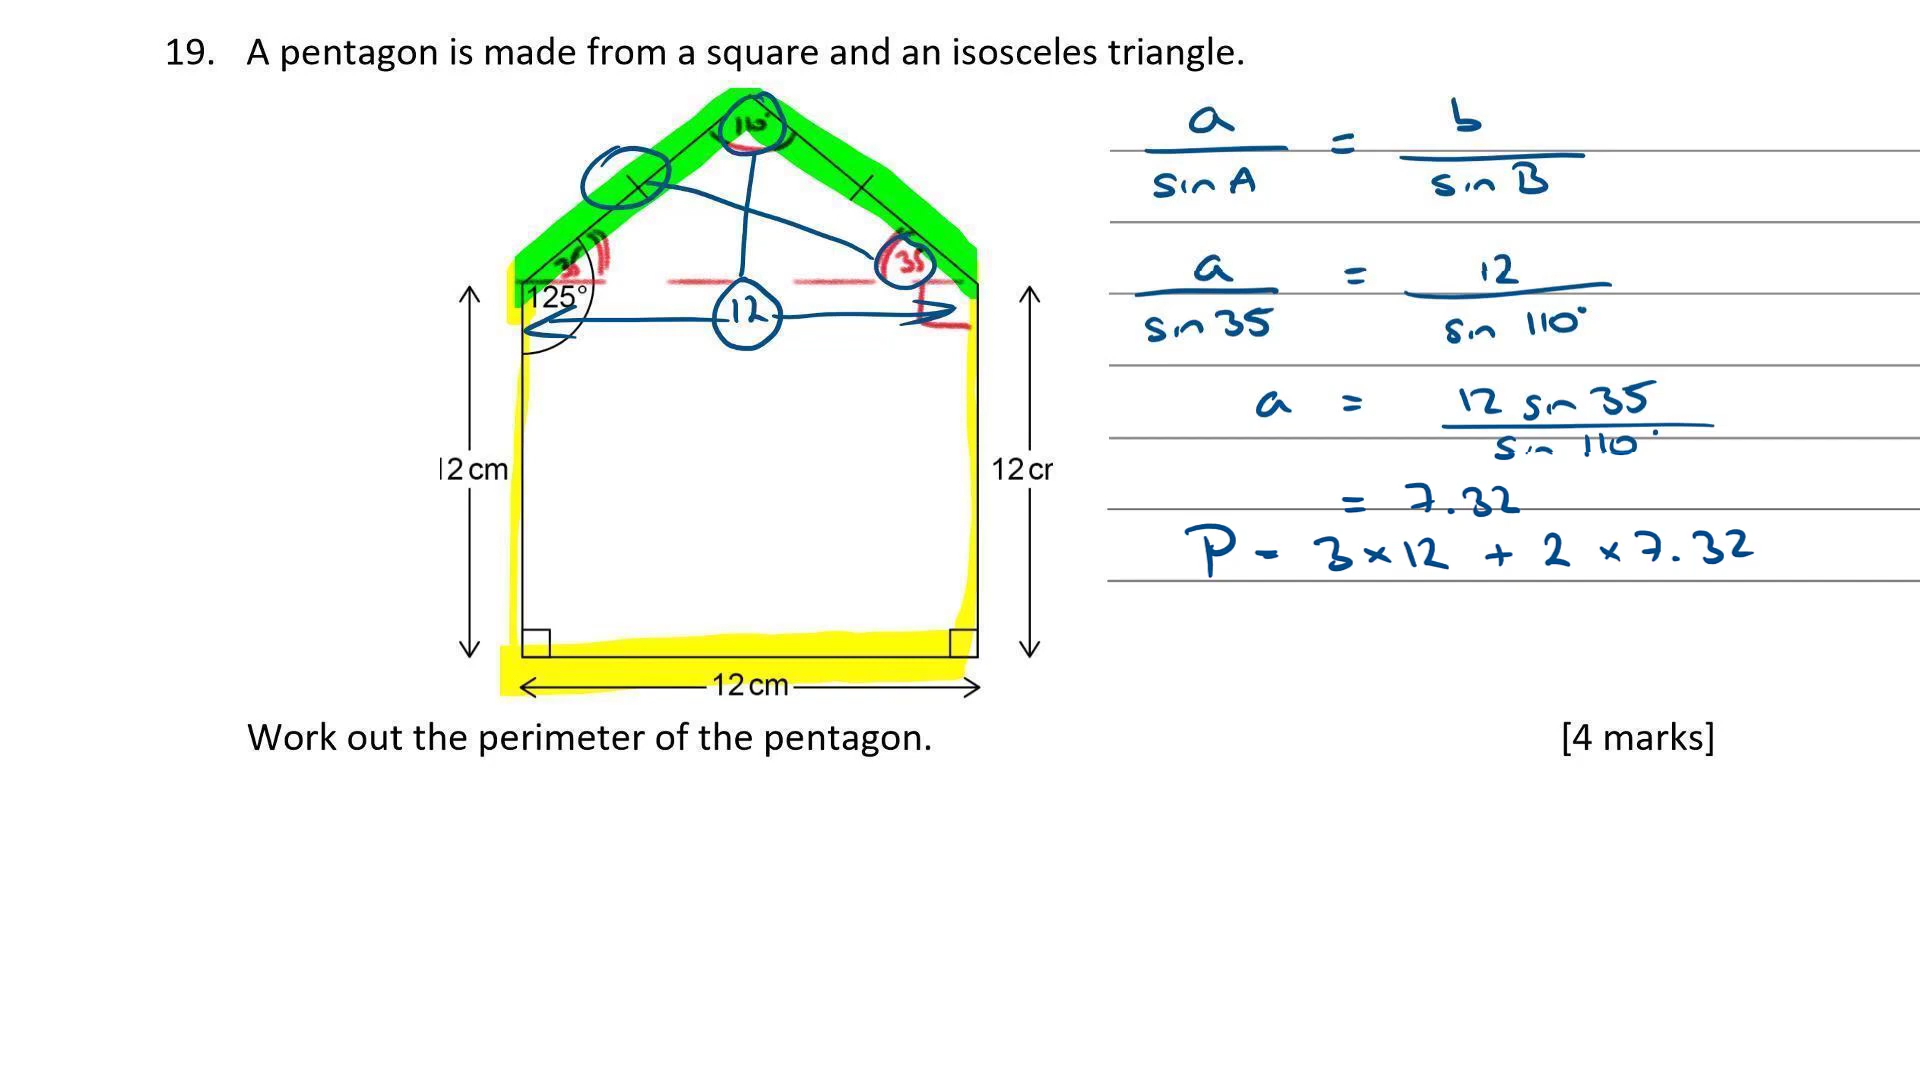 19. A pentagon is made from a square and an isosceles triangle.
110°
35
35
125°
12
12 cm
12 cr
12 cm
a / sin A = b / sin B
a / sin 35 = 12 / sin 110°
a = 12 sin 35 / sin 110°
= 7.32
P = 3 × 12 + 2 × 7.32
Work out the perimeter of the pentagon. [4 marks]